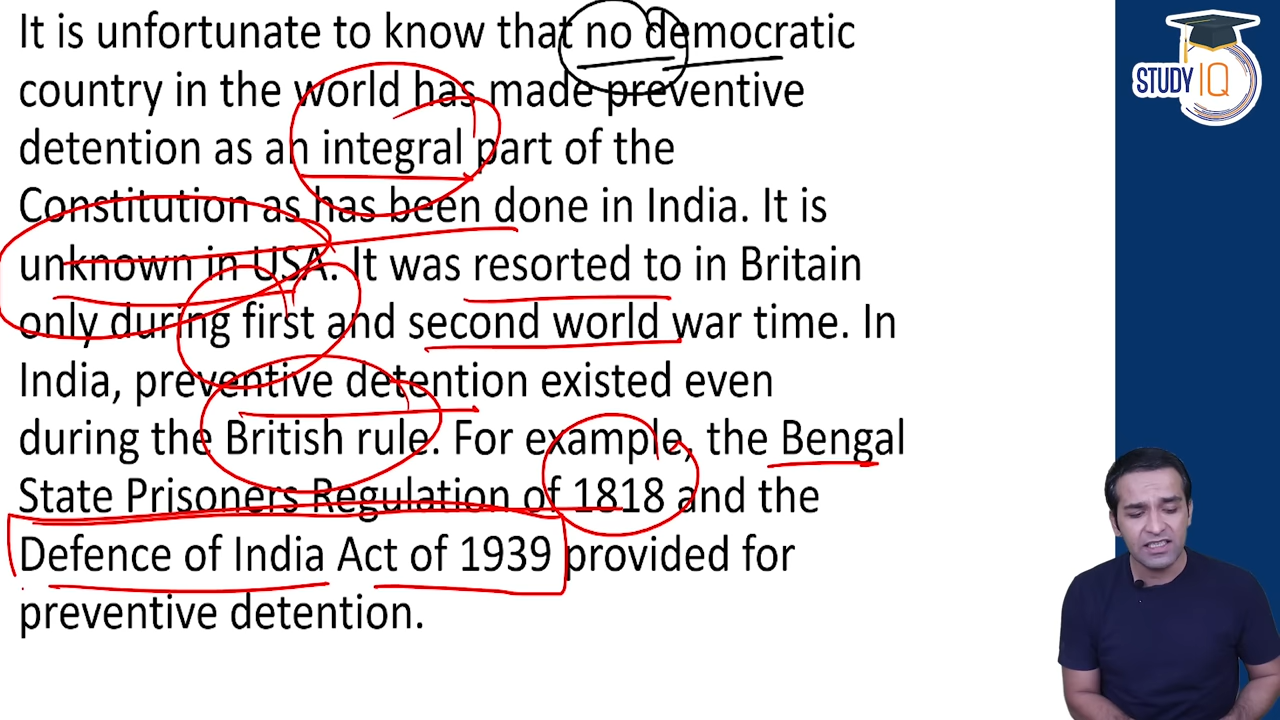 It is unfortunate to know that no democratic
country in the world has made preventive
detention as an integral part of the
Constitution as has been done in India. It is
unknown in USA. It was resorted to in Britain
only during first and second world war time. In
India, preventive detention existed even
during the British rule. For example, the Bengal
State Prisoners Regulation of 1818 and the
Defence of India Act of 1939 provided for
preventive detention.
STUDY IQ